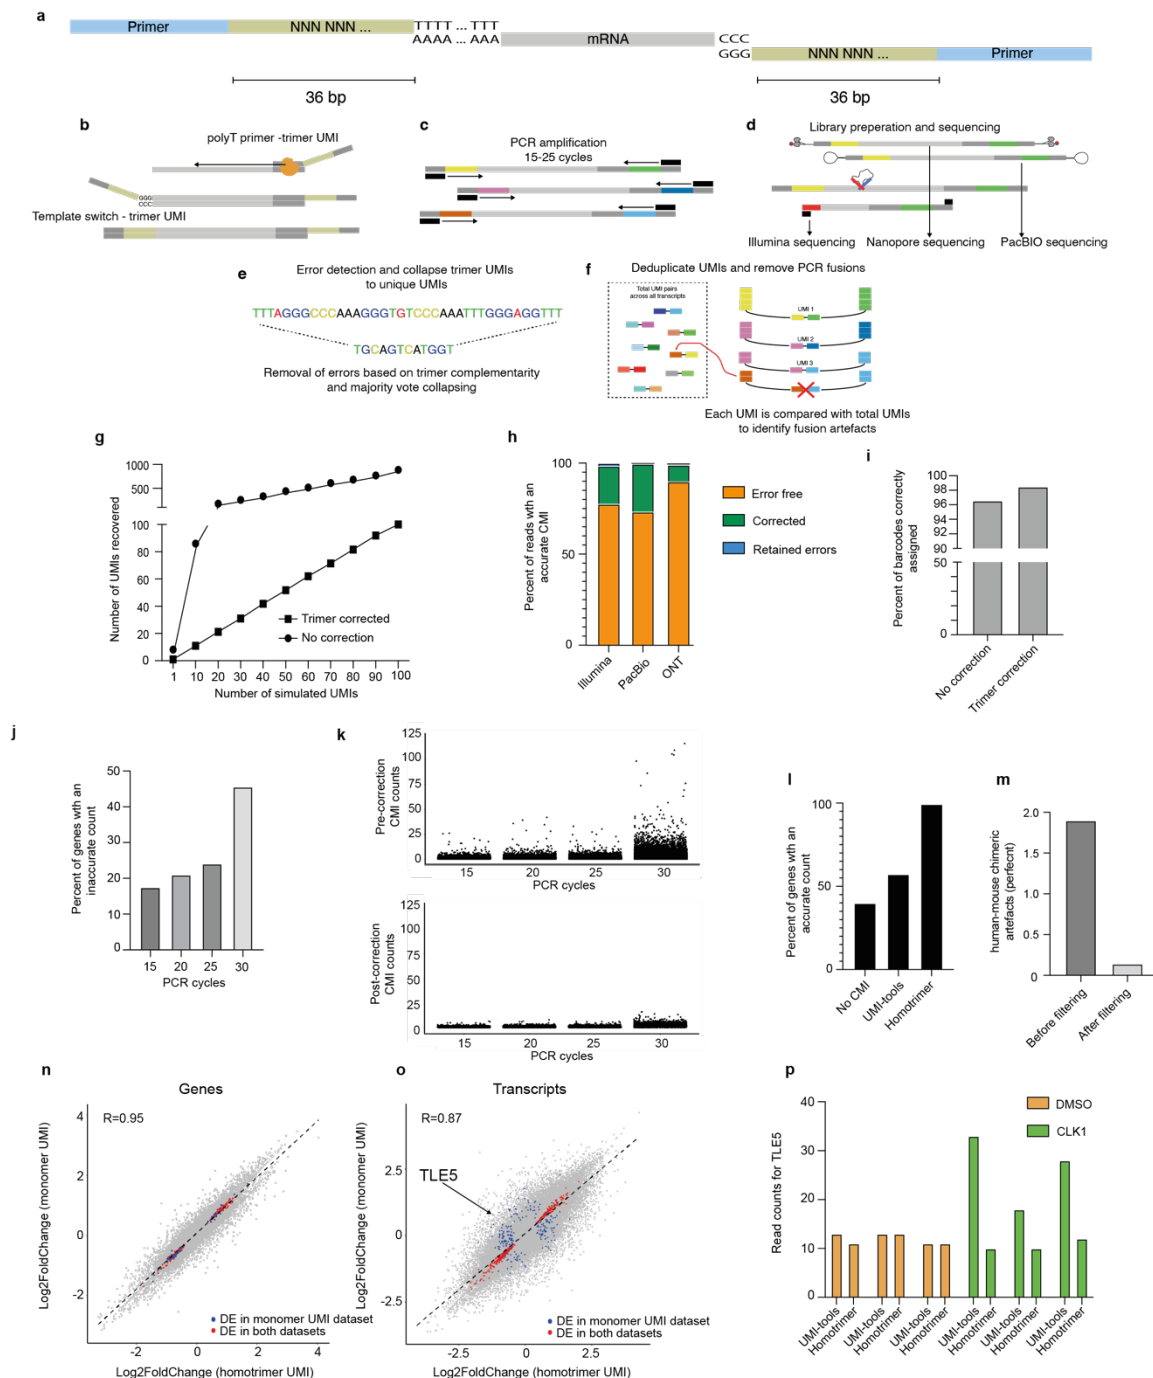 a
Primer
NNN NNN ...
TTTT ... TTT
AAAA ... AAA
mRNA
CCC
GGG
NNN NNN ...
Primer
36 bp
36 bp
b
polyT primer -trimer UMI
GGG
CCC
Template switch - trimer UMI
c
PCR amplification
15-25 cycles
d
Library preperation and sequencing
Illumina sequencing
Nanopore sequencing
PacBIO sequencing
e
Error detection and collapse trimer UMIs
to unique UMIs
TTTAGGGCCCAAAGGGTGTCCCAAATTTGGGAGGTTT
TGCAGTCATGGT
Removal of errors based on trimer complementarity
and majority vote collapsing
f
Deduplicate UMIs and remove PCR fusions
Total UMI pairs
across all transcripts
UMI 1
UMI 2
UMI 3
Each UMI is compared with total UMIs
to identify fusion artefacts
g
Number of UMIs recovered
1000
500
100
80
60
40
20
0
Trimer corrected
No correction
1 10 20 30 40 50 60 70 80 90 100
Number of simulated UMIs
h
Percent of reads wth an
accurate CMI
100
50
0
Illumina
PacBio
ONT
Error free
Corrected
Retained errors
i
Percent of barcodes correctly
assigned
100
98
96
94
92
90
50
0
No correction
Trimer correction
j
Percent of genes wth an
inaccurate count
50
40
30
20
10
0
15 20 25 30
PCR cycles
k
Pre-correction
CMI counts
125
100
75
50
25
0
15 20 25 30
PCR cycles
Post-correction
CMI counts
125
100
75
50
25
0
15 20 25 30
PCR cycles
l
Percent of genes wth an
accurate count
100
50
0
No CMI
UMI-tools
Homotrimer
m
human-mouse chimeric
artefacts (perfecnt)
2.0
1.5
1.0
0.5
0
Before filtering
After filtering
n
Genes
R=0.95
Log2FoldChange (monomer UMI)
4
2
0
-2
DE in monomer UMI dataset
DE in both datasets
-2 0 2 4
Log2FoldChange (homotrimer UMI)
o
Transcripts
R=0.87
TLE5
Log2FoldChange (monomer UMI)
2.5
0
-2.5
DE in monomer UMI dataset
DE in both datasets
-2.5 0 2.5
Log2FoldChange (homotrimer UMI)
p
Read counts for TLE5
40
30
20
10
0
DMSO
CLK1
UMI-tools
Homotrimer
UMI-tools
Homotrimer
UMI-tools
Homotrimer
UMI-tools
Homotrimer
UMI-tools
Homotrimer
UMI-tools
Homotrimer